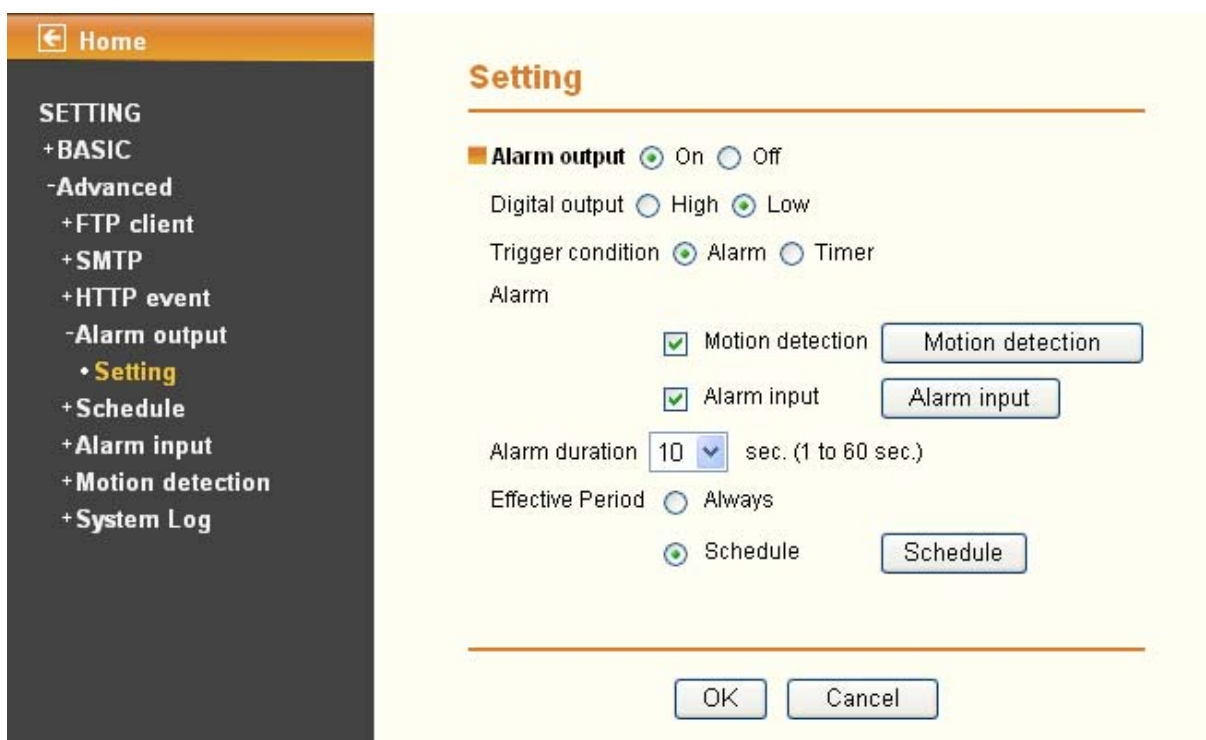 Home
SETTING
+BASIC
-Advanced
+FTP client
+SMTP
+HTTP event
-Alarm output
•Setting
+Schedule
+Alarm input
+Motion detection
+System Log
Setting
Alarm output On Off
Digital output High Low
Trigger condition Alarm Timer
Alarm
Motion detection Motion detection
Alarm input Alarm input
Alarm duration 10 sec. (1 to 60 sec.)
Effective Period Always
Schedule Schedule
OK Cancel